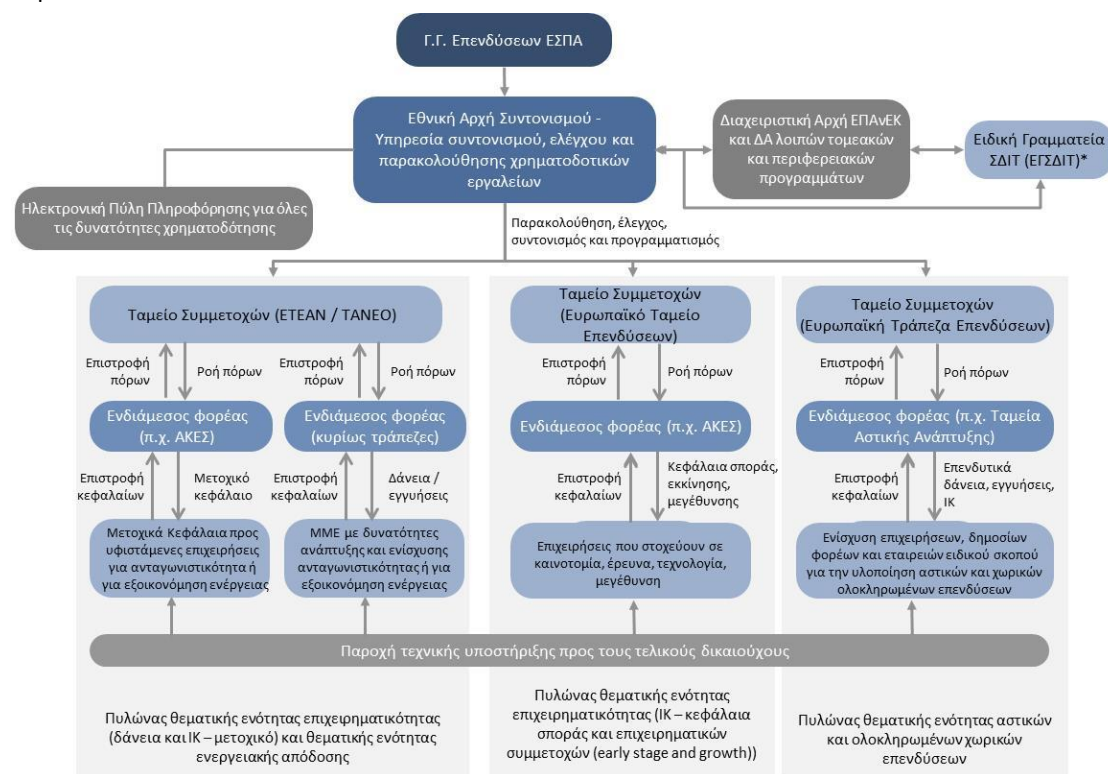 Γ.Γ. Επενδύσεων ΕΣΠΑ
Εθνική Αρχή Συντονισμού -
Υπηρεσία συντονισμού, ελέγχου και
παρακολούθησης χρηματοδοτικών
εργαλείων
Διαχειριστική Αρχή ΕΠΑνΕΚ
και ΔΑ λοιπών τομεακών
και περιφερειακών
προγραμμάτων
Ειδική Γραμματεία
ΣΔΙΤ (ΕΓΣΔΙΤ)*
Ηλεκτρονική Πύλη Πληροφόρησης για όλες
τις δυνατότητες χρηματοδότησης
Παρακολούθηση, έλεγχος,
συντονισμός και προγραμματισμός
Ταμείο Συμμετοχών (ΕΤΕΑΝ / ΤΑΝΕΟ)
Ταμείο Συμμετοχών
(Ευρωπαϊκό Ταμείο
Επενδύσεων)
Ταμείο Συμμετοχών
(Ευρωπαϊκή Τράπεζα Επενδύσεων)
Επιστροφή
πόρων
Ροή πόρων
Επιστροφή
πόρων
Ροή πόρων
Επιστροφή
πόρων
Ροή πόρων
Επιστροφή
πόρων
Ροή πόρων
Ενδιάμεσος φορέας
(π.χ. ΑΚΕΣ)
Ενδιάμεσος φορέας
(κυρίως τράπεζες)
Ενδιάμεσος φορέας (π.χ. ΑΚΕΣ)
Ενδιάμεσος φορέας (π.χ. Ταμεία
Αστικής Ανάπτυξης)
Επιστροφή
κεφαλαίων
Μετοχικό
κεφάλαιο
Επιστροφή
κεφαλαίων
Δάνεια /
εγγυήσεις
Επιστροφή
κεφαλαίων
Κεφάλαια σποράς,
εκκίνησης,
μεγέθυνσης
Επιστροφή
κεφαλαίων
Επενδυτικά
δάνεια, εγγυήσεις,
ΙΚ
Μετοχικά Κεφάλαια προς
υφιστάμενες επιχειρήσεις
για ανταγωνιστικότητα ή
για εξοικονόμηση ενέργειας
ΜΜΕ με δυνατότητες
ανάπτυξης και ενίσχυσης
ανταγωνιστικότητας ή για
εξοικονόμηση ενέργειας
Επιχειρήσεις που στοχεύουν σε
καινοτομία, έρευνα, τεχνολογία,
μεγέθυνση
Ενίσχυση επιχειρήσεων, δημοσίων
φορέων και εταιρειών ειδικού σκοπού
για την υλοποίηση αστικών και χωρικών
ολοκληρωμένων επενδύσεων
Παροχή τεχνικής υποστήριξης προς τους τελικούς δικαιούχους
Πυλώνας θεματικής ενότητας επιχειρηματικότητας
(δάνεια και ΙΚ – μετοχικό) και θεματικής ενότητας
ενεργειακής απόδοσης
Πυλώνας θεματικής ενότητας
επιχειρηματικότητας (ΙΚ – κεφάλαια
σποράς και επιχειρηματικών
συμμετοχών (early stage and growth))
Πυλώνας θεματικής ενότητας αστικών
και ολοκληρωμένων χωρικών
επενδύσεων